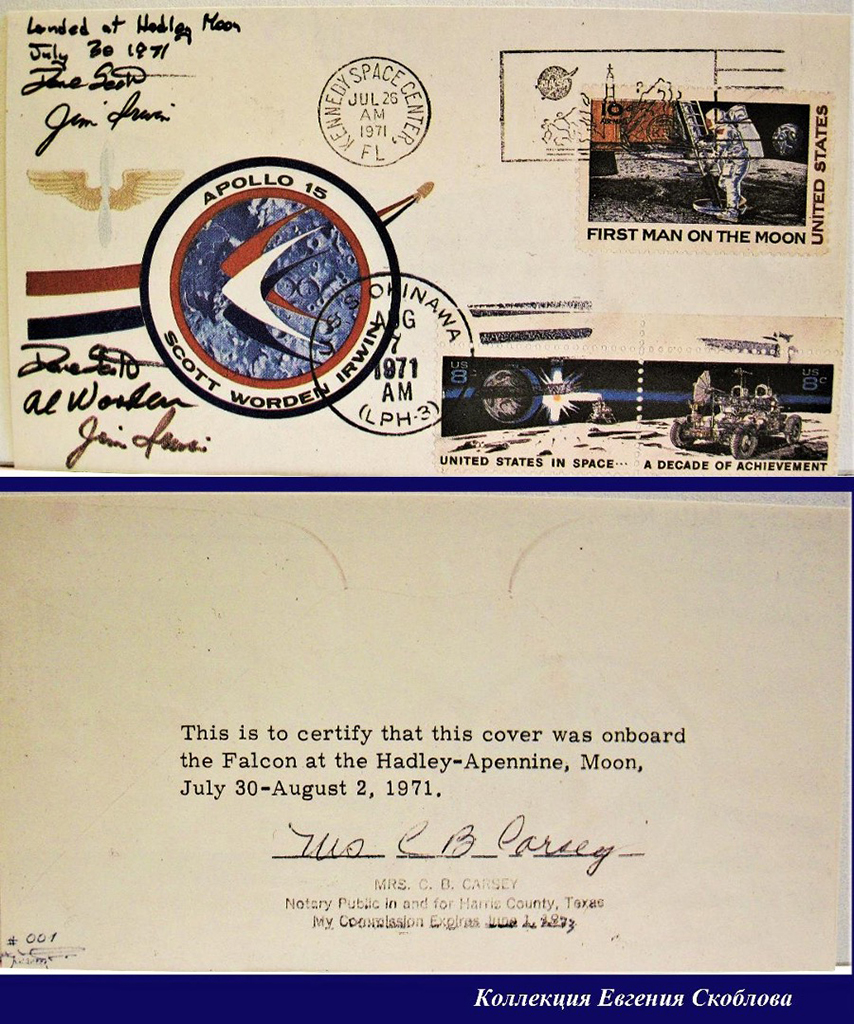 Landed at Hadley Moon
July 30 1971
Dave Scott
Jim Irwin
KENNEDY SPACE CENTER,
JUL 26
AM
1971
FL
NASA
10¢
AIR MAIL
UNITED STATES
FIRST MAN ON THE MOON
APOLLO 15
SCOTT WORDEN IRWIN
U S S OKINAWA
AUG
7
1971
AM
(LPH-3)
Dave Scott
Al Worden
Jim Irwin
US 8¢
US 8c
UNITED STATES IN SPACE... A DECADE OF ACHIEVEMENT
This is to certify that this cover was onboard
the Falcon at the Hadley-Apennine, Moon,
July 30-August 2, 1971.
Mrs C B Carsey
MRS. C. B. CARSEY
Notary Public in and for Harris County, Texas
My Commission Expires June 1, 1973
# 001
Коллекция Евгения Скоблова